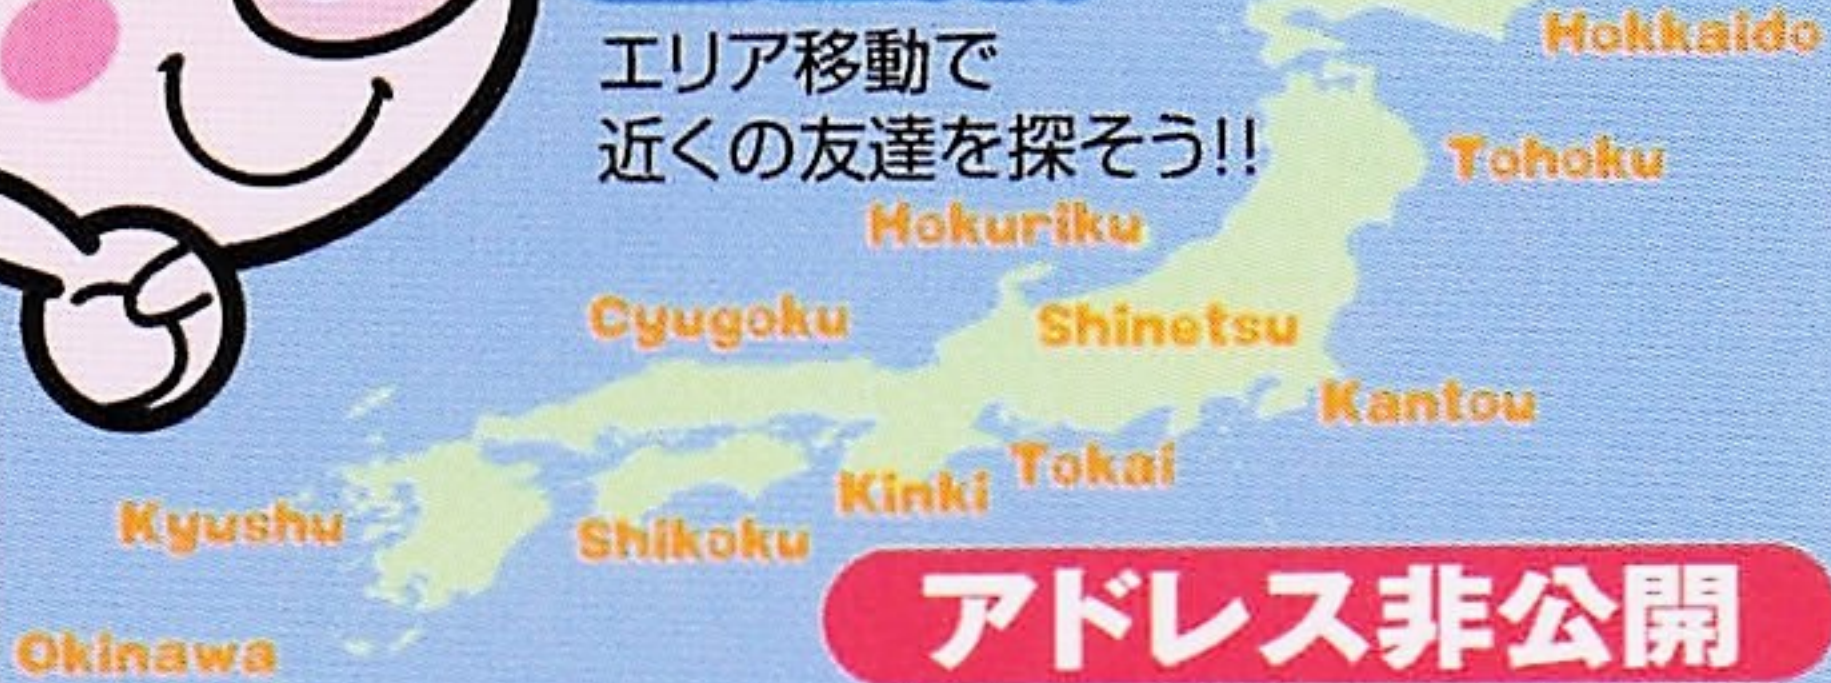 エリア移動で
近くの友達を探そう!!
Hokkaido
Tohoku
Hokuriku
Cyugoku
Shinetsu
Kantou
Tokai
Kinki
Kyushu
Shikoku
Okinawa
アドレス非公開